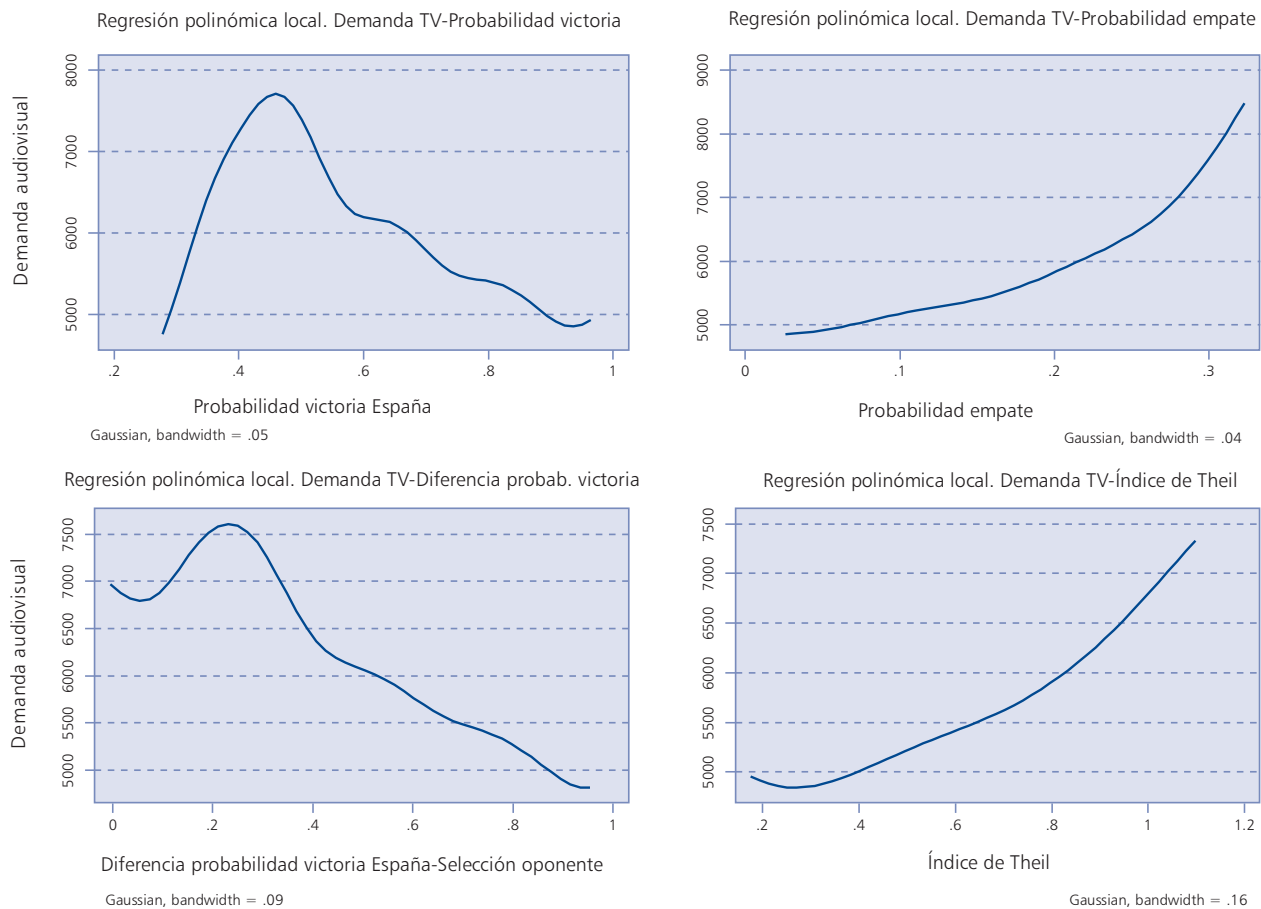 Regresión polinómica local. Demanda TV-Probabilidad victoria
Demanda audiovisual
8000
7000
6000
5000
.2 .4 .6 .8 1
Probabilidad victoria España
Gaussian, bandwidth = .05
Regresión polinómica local. Demanda TV-Probabilidad empate
9000
8000
7000
6000
5000
0 .1 .2 .3
Probabilidad empate
Gaussian, bandwidth = .04
Regresión polinómica local. Demanda TV-Diferencia probab. victoria
Demanda audiovisual
7500
7000
6500
6000
5500
5000
0 .2 .4 .6 .8 1
Diferencia probabilidad victoria España-Selección oponente
Gaussian, bandwidth = .09
Regresión polinómica local. Demanda TV-Índice de Theil
7500
7000
6500
6000
5500
5000
.2 .4 .6 .8 1 1.2
Índice de Theil
Gaussian, bandwidth = .16